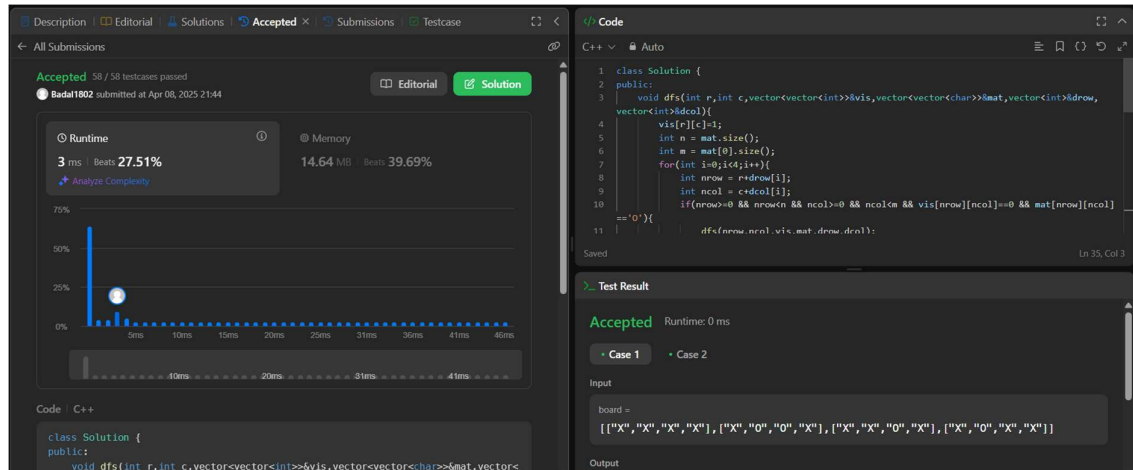 Description | Editorial | Solutions | Accepted × | Submissions | Testcase
← All Submissions
Accepted 58 / 58 testcases passed
Badal1802 submitted at Apr 08, 2025 21:44
Editorial
Solution
Runtime
3 ms | Beats 27.51%
Analyze Complexity
Memory
14.64 MB | Beats 39.69%
75%
50%
25%
0%
5ms 10ms 15ms 20ms 25ms 31ms 36ms 41ms 46ms
10ms 20ms 31ms 41ms
Code | C++
class Solution {
public:
void dfs(int r,int c,vector<vector<int>>&vis,vector<vector<char>>&mat,vector<
</> Code
C++ Auto
1 class Solution {
2 public:
3 void dfs(int r,int c,vector<vector<int>>&vis,vector<vector<char>>&mat,vector<int>&drow,
vector<int>&dcol){
4 vis[r][c]=1;
5 int n = mat.size();
6 int m = mat[0].size();
7 for(int i=0;i<4;i++){
8 int nrow = r+drow[i];
9 int ncol = c+dcol[i];
10 if(nrow>=0 && nrow<n && ncol>=0 && ncol<m && vis[nrow][ncol]==0 && mat[nrow][ncol]
=='O'){
11 dfs(nrow,ncol,vis,mat,drow,dcol);
Saved
Ln 35, Col 3
>_ Test Result
Accepted Runtime: 0 ms
• Case 1 • Case 2
Input
board =
[["X","X","X","X"],["X","O","O","X"],["X","X","O","X"],["X","O","X","X"]]
Output